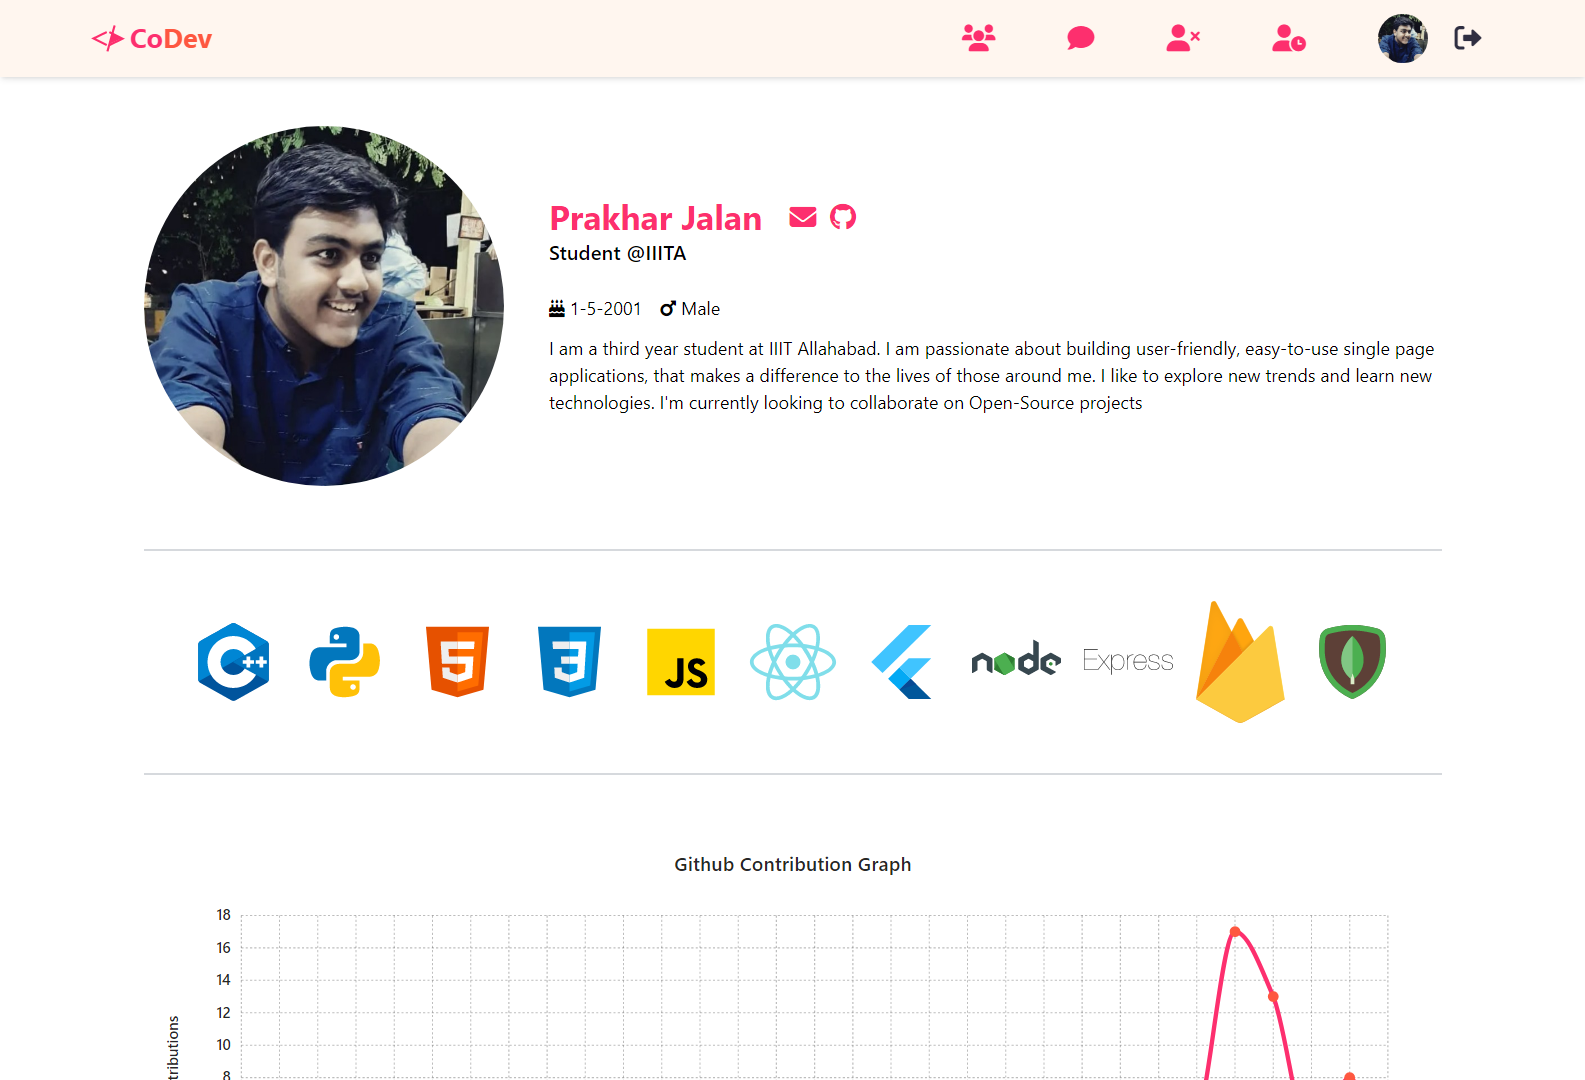 CoDev
Prakhar Jalan
Student @IIITA
1-5-2001 Male
I am a third year student at IIIT Allahabad. I am passionate about building user-friendly, easy-to-use single page
applications, that makes a difference to the lives of those around me. I like to explore new trends and learn new
technologies. I'm currently looking to collaborate on Open-Source projects
C++ 5 3 JS node Express
Github Contribution Graph
18
16
14
12
10
8
tributions